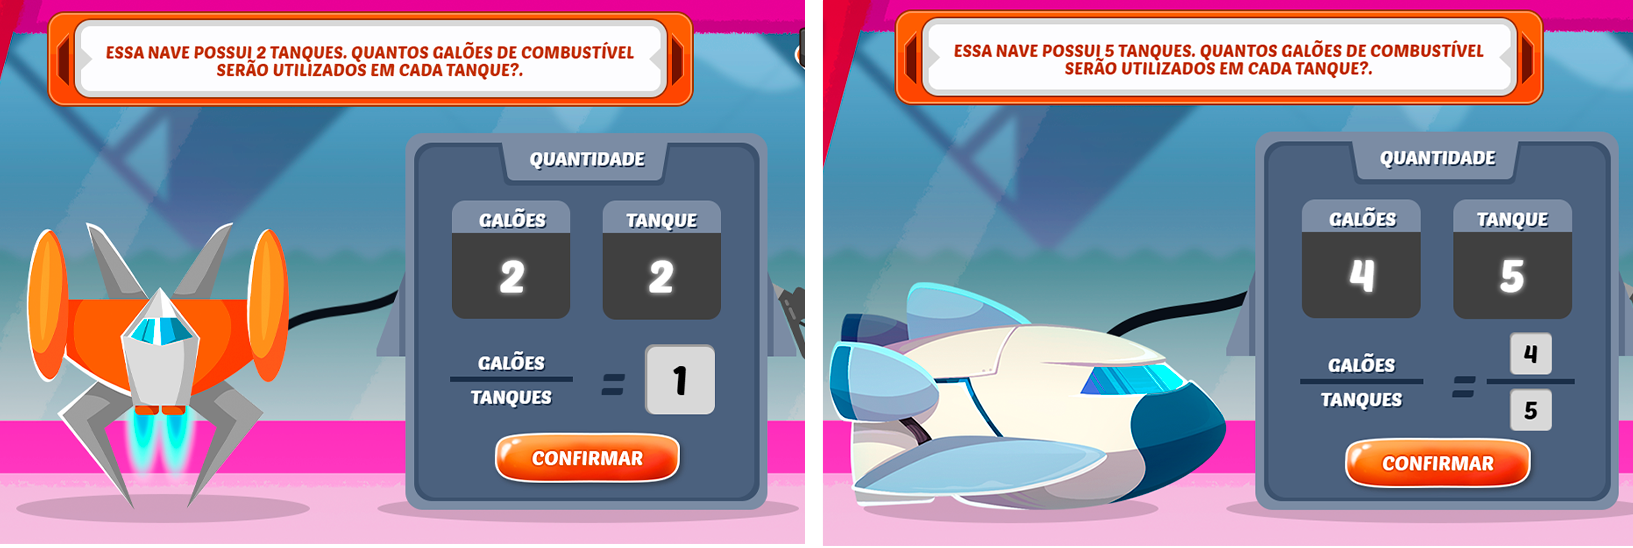 ESSA NAVE POSSUI 2 TANQUES. QUANTOS GALÕES DE COMBUSTÍVEL
SERÃO UTILIZADOS EM CADA TANQUE?.
QUANTIDADE
GALÕES
TANQUE
2
2
GALÕES
TANQUES
=
1
CONFIRMAR
ESSA NAVE POSSUI 5 TANQUES. QUANTOS GALÕES DE COMBUSTÍVEL
SERÃO UTILIZADOS EM CADA TANQUE?.
QUANTIDADE
GALÕES
TANQUE
4
5
GALÕES
TANQUES
=
4
5
CONFIRMAR